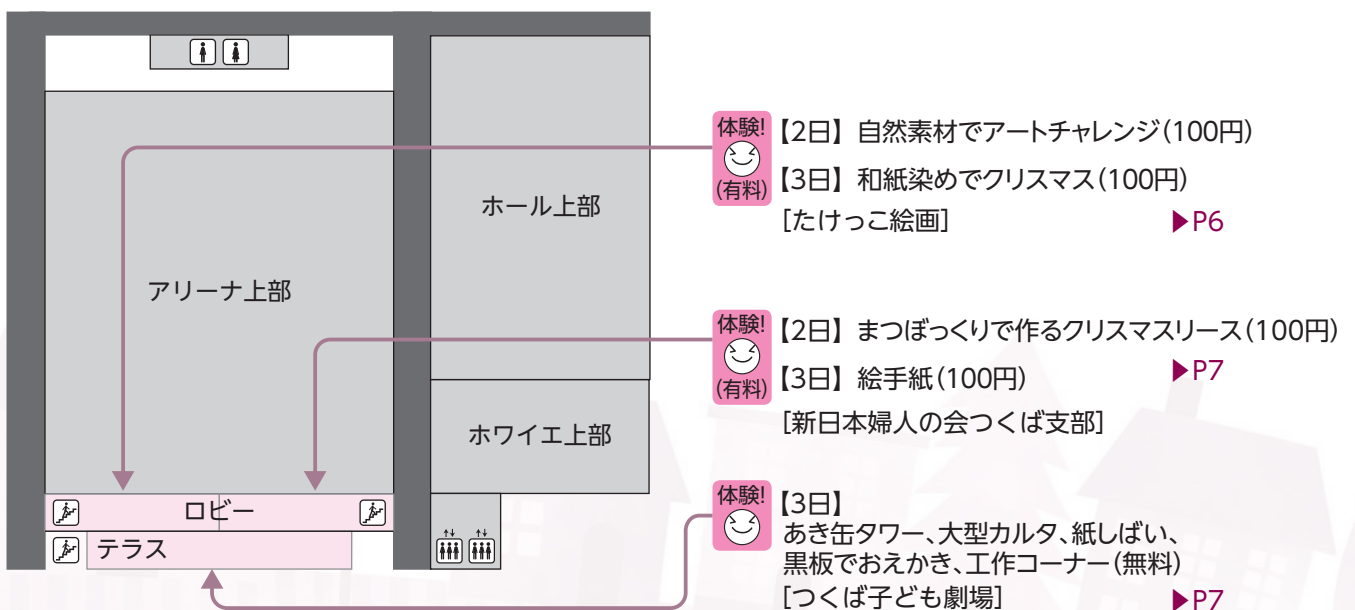 アリーナ上部
ホール上部
ホワイエ上部
ロビー
テラス
体験!
(有料)
【2日】 自然素材でアートチャレンジ(100円)
【3日】 和紙染めでクリスマス(100円)
[たけっこ絵画]
▶P6
体験!
(有料)
【2日】 まつぼっくりで作るクリスマスリース(100円)
【3日】 絵手紙(100円)
▶P7
[新日本婦人の会つくば支部]
体験!
【3日】
あき缶タワー、大型カルタ、紙しばい、
黒板でおえかき、工作コーナー(無料)
[つくば子ども劇場]
▶P7